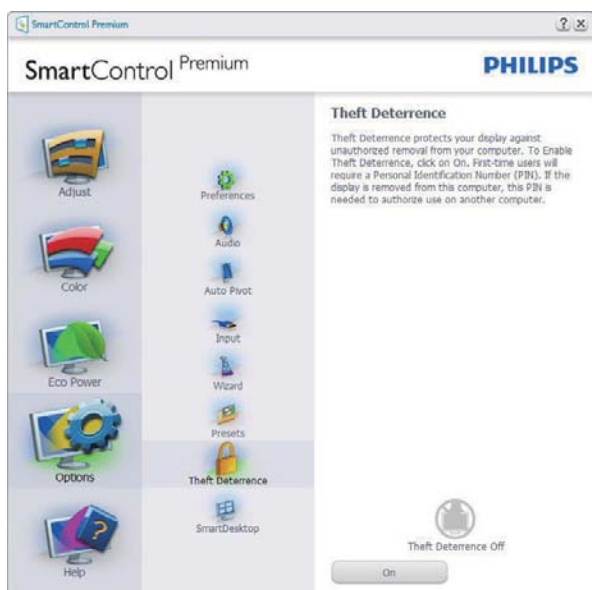 SmartControl Premium
? x
SmartControl Premium
PHILIPS
Adjust
Color
Eco Power
Options
Help
Preferences
Audio
Auto Pivot
Input
Wizard
Presets
Theft Deterrence
SmartDesktop
Theft Deterrence
Theft Deterrence protects your display against
unauthorized removal from your computer. To Enable
Theft Deterrence, click on On. First-time users will
require a Personal Identification Number (PIN). If the
display is removed from this computer, this PIN is
needed to authorize use on another computer.
Theft Deterrence Off
On